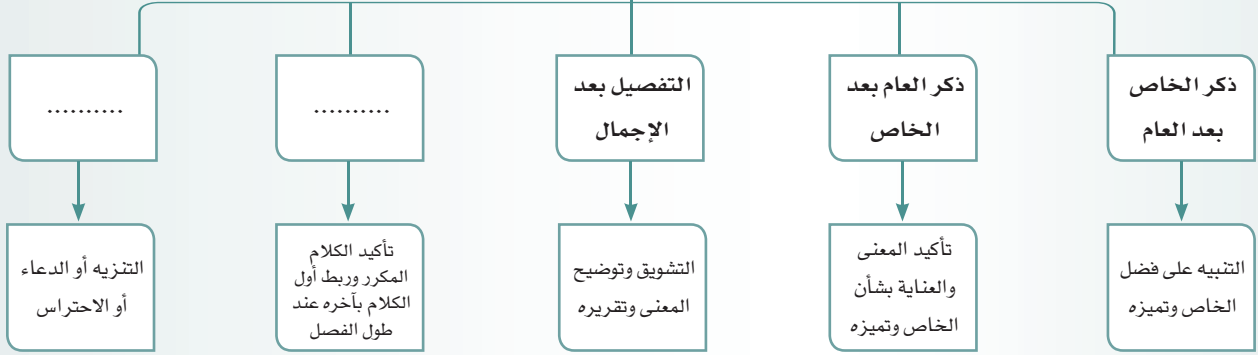 ذكر الخاص
بعد العام
ذكر العام بعد
الخاص
التفصيل بعد
الإجمال
..........
..........
التنبيه على فضل
الخاص وتميزه
تأكيد المعنى
والعناية بشأن
الخاص وتميزه
التشويق وتوضيح
المعنى وتقريره
تأكيد الكلام
المكرر وربط أول
الكلام بآخره عند
طول الفصل
التنزيه أو الدعاء
أو الاحتراس